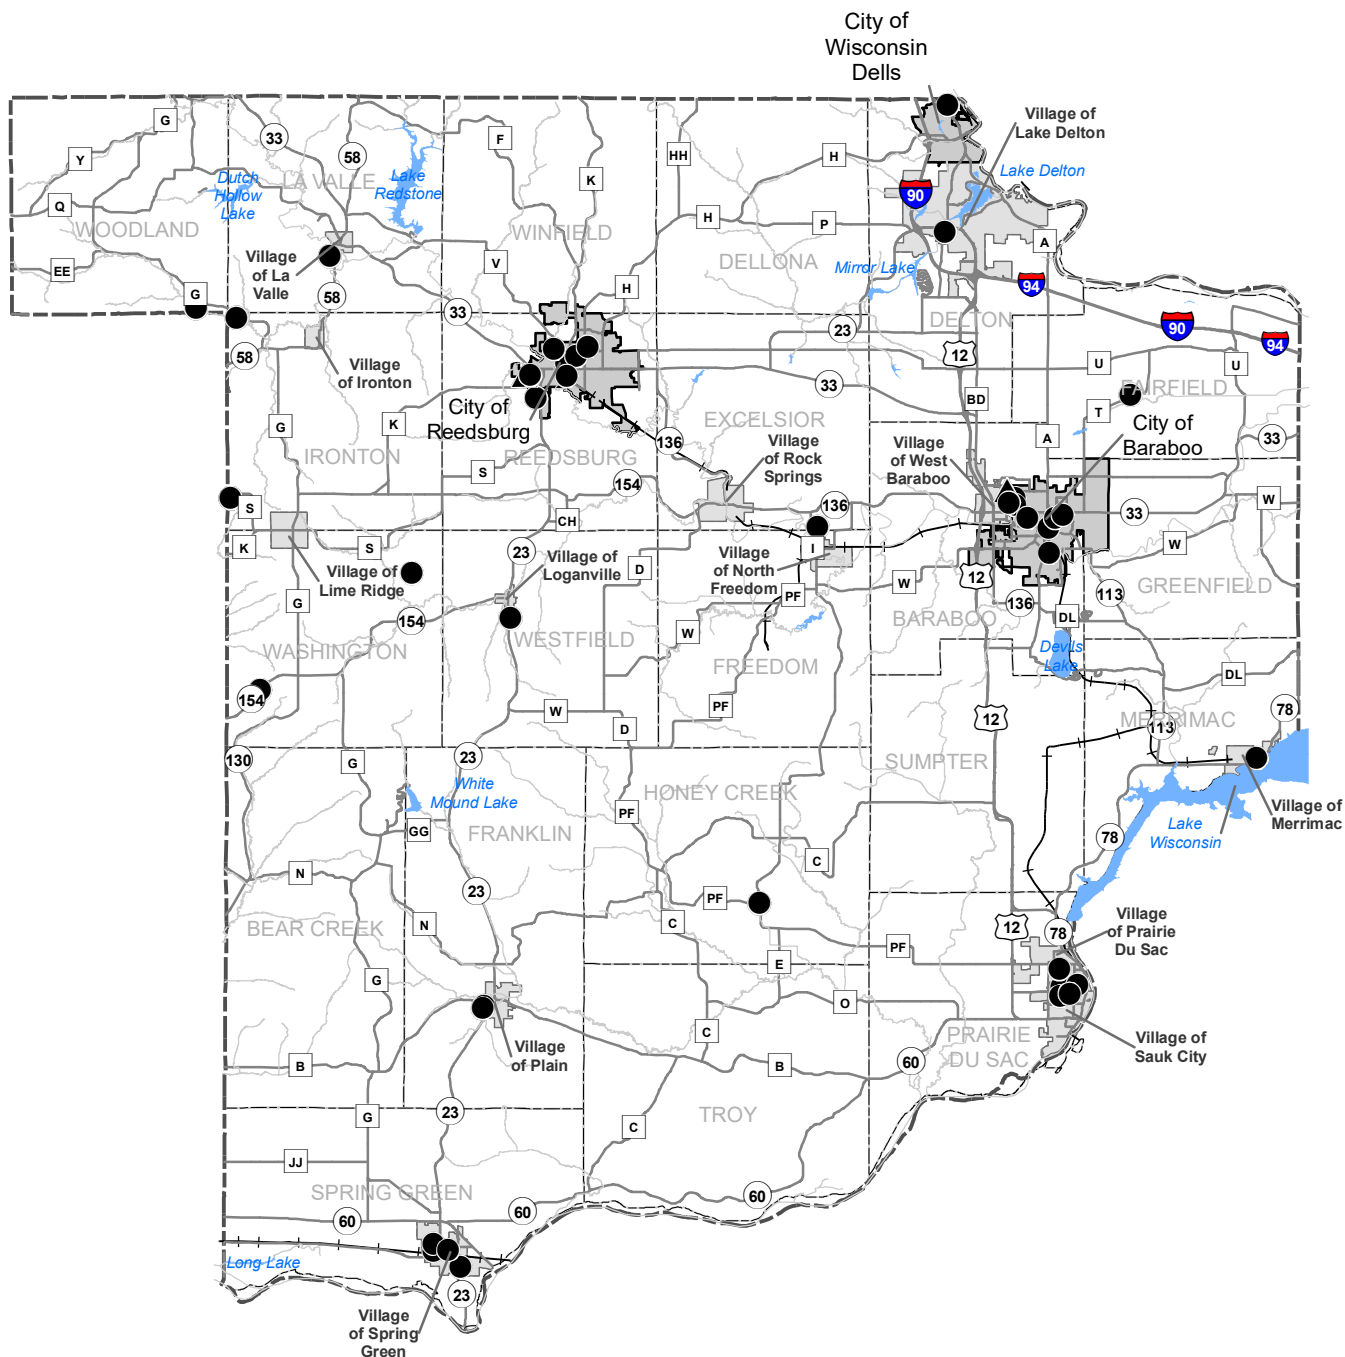 City of
Wisconsin
Dells
Village of
Lake Delton
G
33
58
F
HH
H
Y
Lake
Redstone
Lake Delton
Dutch
Hollow
Lake
LA VALLE
K
90
Q
WOODLAND
H
P
WINFIELD
A
EE
Village
of La
Valle
V
DELLONA
Mirror Lake
94
G
58
33
H
23
DELTON
90
94
58
Village
of Ironton
12
U
U
33
BD
FAIRFIELD
T
City of
Reedsburg
K
G
EXCELSIOR
136
A
City of
Baraboo
33
Village
of Rock
Springs
Village
of West
Baraboo
IRONTON
REEDSBURG
S
154
S
136
33
W
CH
K
S
23
Village of
Loganville
D
Village
of North
Freedom
I
W
Village of
Lime Ridge
12
W
GREENFIELD
G
PF
136
113
154
DL
BARABOO
W
WESTFIELD
WASHINGTON
FREEDOM
Devils
Lake
DL
154
W
PF
D
12
78
MERRIMAC
113
130
G
23
SUMPTER
White
Mound Lake
HONEY CREEK
PF
Village of
Merrimac
GG
FRANKLIN
Lake
Wisconsin
78
C
N
23
PF
BEAR CREEK
N
C
12
78
Village
of Prairie
Du Sac
PF
E
G
O
C
PRAIRIE
DU SAC
Village of
Sauk City
Village
of Plain
B
B
60
23
G
TROY
C
JJ
SPRING GREEN
60
60
60
Long Lake
23
Village
of Spring
Green